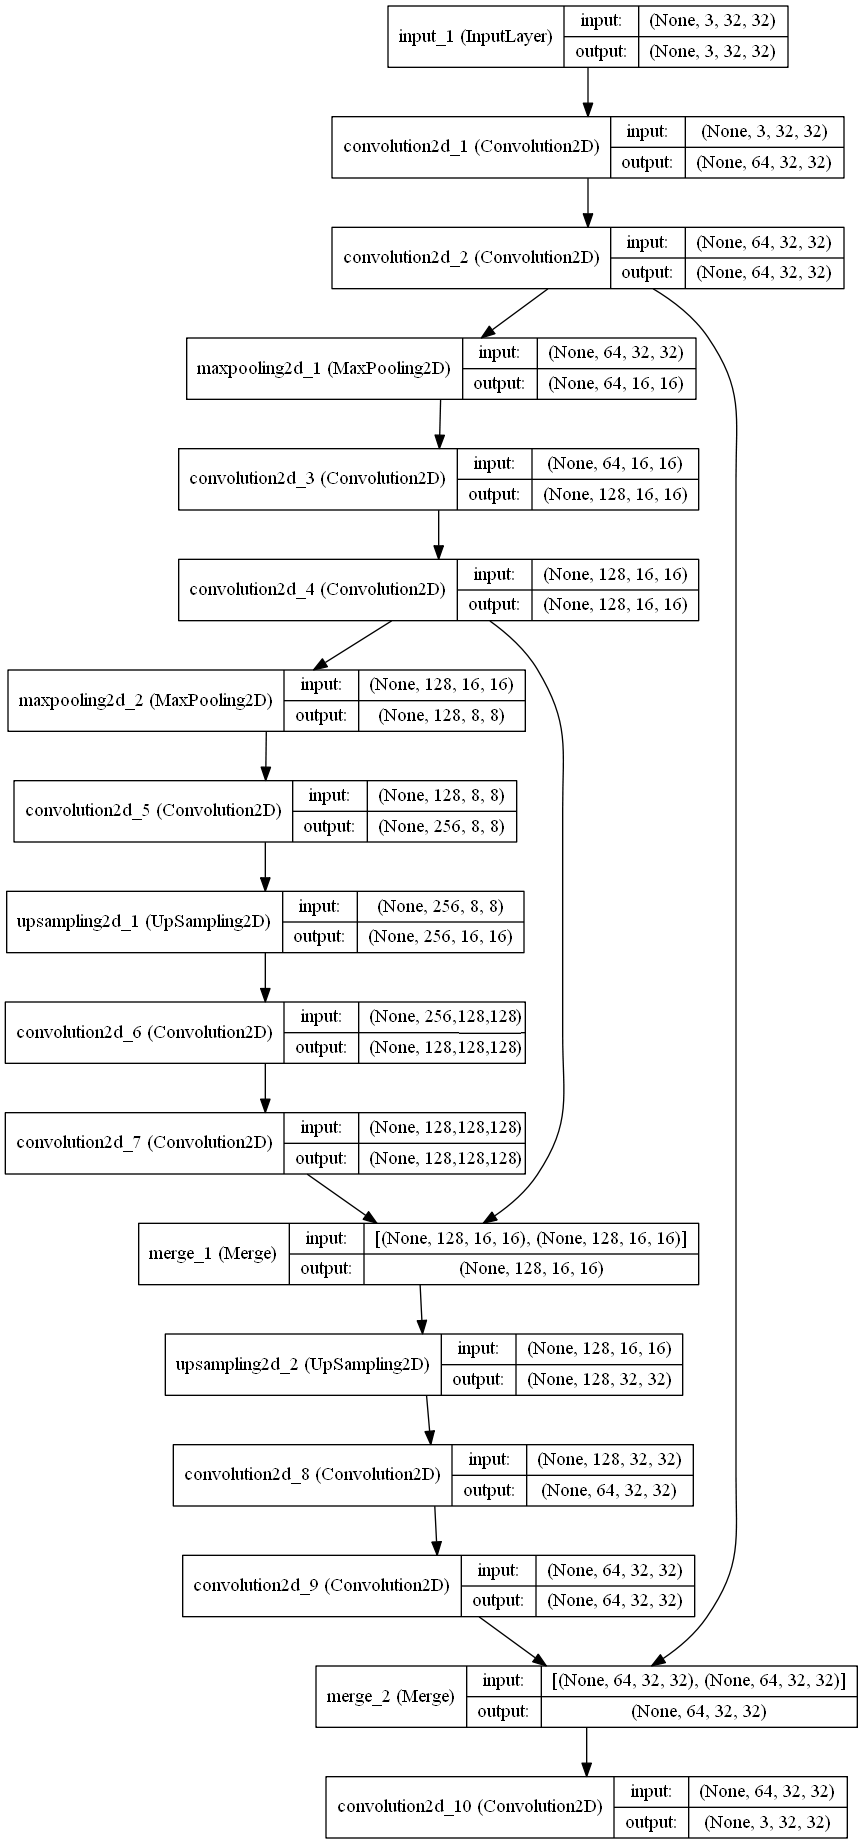 input_1 (InputLayer)
input: (None, 3, 32, 32)
output: (None, 3, 32, 32)
convolution2d_1 (Convolution2D)
input: (None, 3, 32, 32)
output: (None, 64, 32, 32)
convolution2d_2 (Convolution2D)
input: (None, 64, 32, 32)
output: (None, 64, 32, 32)
maxpooling2d_1 (MaxPooling2D)
input: (None, 64, 32, 32)
output: (None, 64, 16, 16)
convolution2d_3 (Convolution2D)
input: (None, 64, 16, 16)
output: (None, 128, 16, 16)
convolution2d_4 (Convolution2D)
input: (None, 128, 16, 16)
output: (None, 128, 16, 16)
maxpooling2d_2 (MaxPooling2D)
input: (None, 128, 16, 16)
output: (None, 128, 8, 8)
convolution2d_5 (Convolution2D)
input: (None, 128, 8, 8)
output: (None, 256, 8, 8)
upsampling2d_1 (UpSampling2D)
input: (None, 256, 8, 8)
output: (None, 256, 16, 16)
convolution2d_6 (Convolution2D)
input: (None, 256,128,128)
output: (None, 128,128,128)
convolution2d_7 (Convolution2D)
input: (None, 128,128,128)
output: (None, 128,128,128)
merge_1 (Merge)
input: [(None, 128, 16, 16), (None, 128, 16, 16)]
output: (None, 128, 16, 16)
upsampling2d_2 (UpSampling2D)
input: (None, 128, 16, 16)
output: (None, 128, 32, 32)
convolution2d_8 (Convolution2D)
input: (None, 128, 32, 32)
output: (None, 64, 32, 32)
convolution2d_9 (Convolution2D)
input: (None, 64, 32, 32)
output: (None, 64, 32, 32)
merge_2 (Merge)
input: [(None, 64, 32, 32), (None, 64, 32, 32)]
output: (None, 64, 32, 32)
convolution2d_10 (Convolution2D)
input: (None, 64, 32, 32)
output: (None, 3, 32, 32)